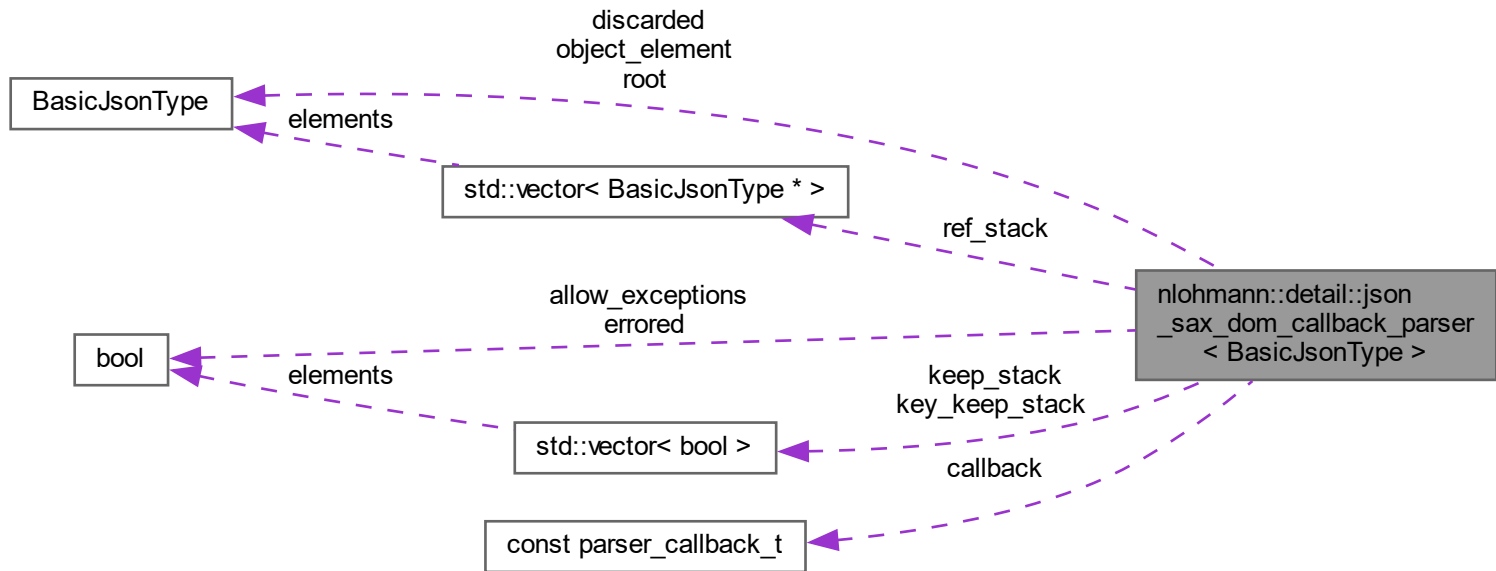 discarded
object_element
root
BasicJsonType
elements
std::vector< BasicJsonType * >
ref_stack
nlohmann::detail::json
_sax_dom_callback_parser
< BasicJsonType >
allow_exceptions
errored
bool
elements
keep_stack
key_keep_stack
std::vector< bool >
callback
const parser_callback_t